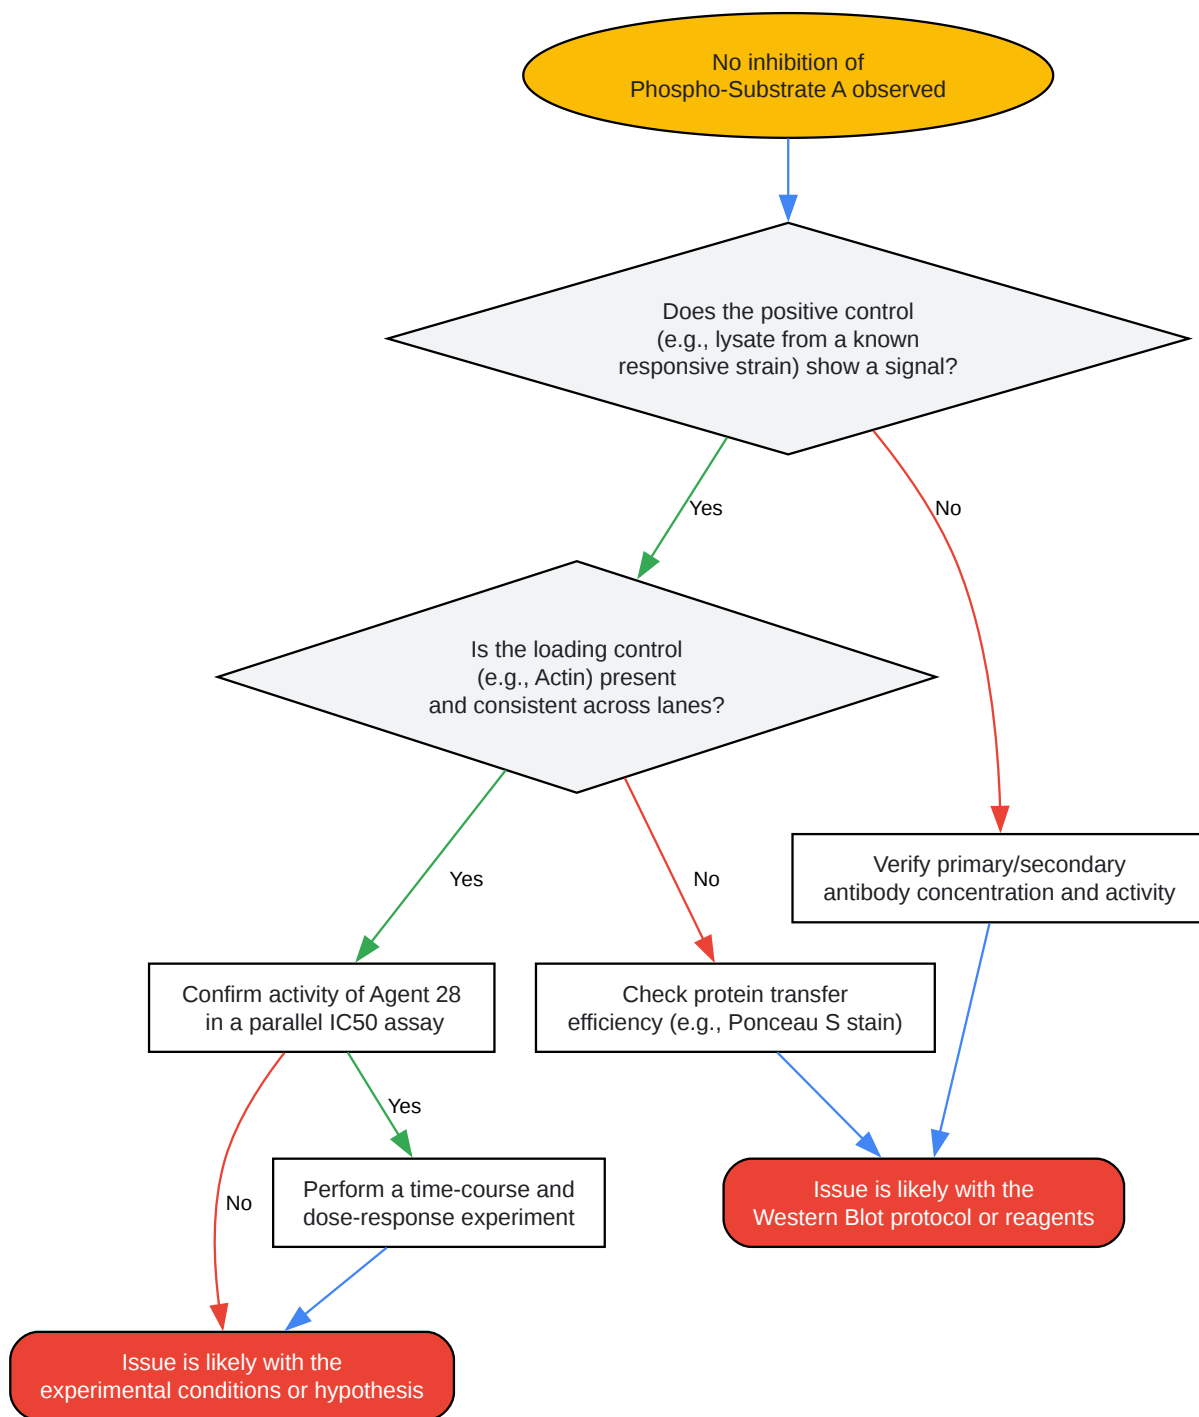 No inhibition of
Phospho-Substrate A observed
Does the positive control
(e.g., lysate from a known
responsive strain) show a signal?
Yes
No
Is the loading control
(e.g., Actin) present
and consistent across lanes?
Yes
No
Verify primary/secondary
antibody concentration and activity
Confirm activity of Agent 28
in a parallel IC50 assay
Check protein transfer
efficiency (e.g., Ponceau S stain)
Yes
No
Perform a time-course and
dose-response experiment
Issue is likely with the
Western Blot protocol or reagents
Issue is likely with the
experimental conditions or hypothesis